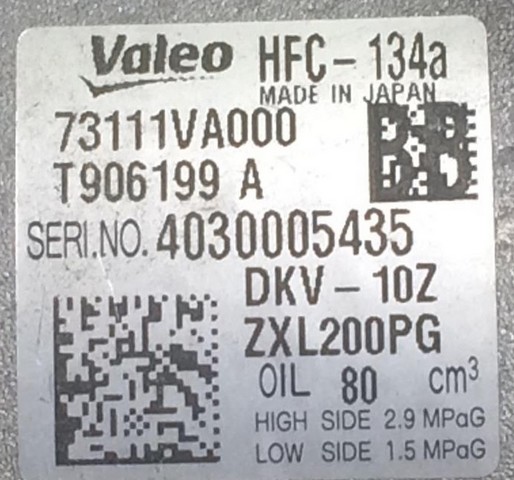 Valeo HFC-134a
MADE IN JAPAN
73111VA000
T906199 A
SERI.NO. 4030005435
DKV-10Z
ZXL200PG
OIL 80 cm³
HIGH SIDE 2.9 MPaG
LOW SIDE 1.5 MPaG